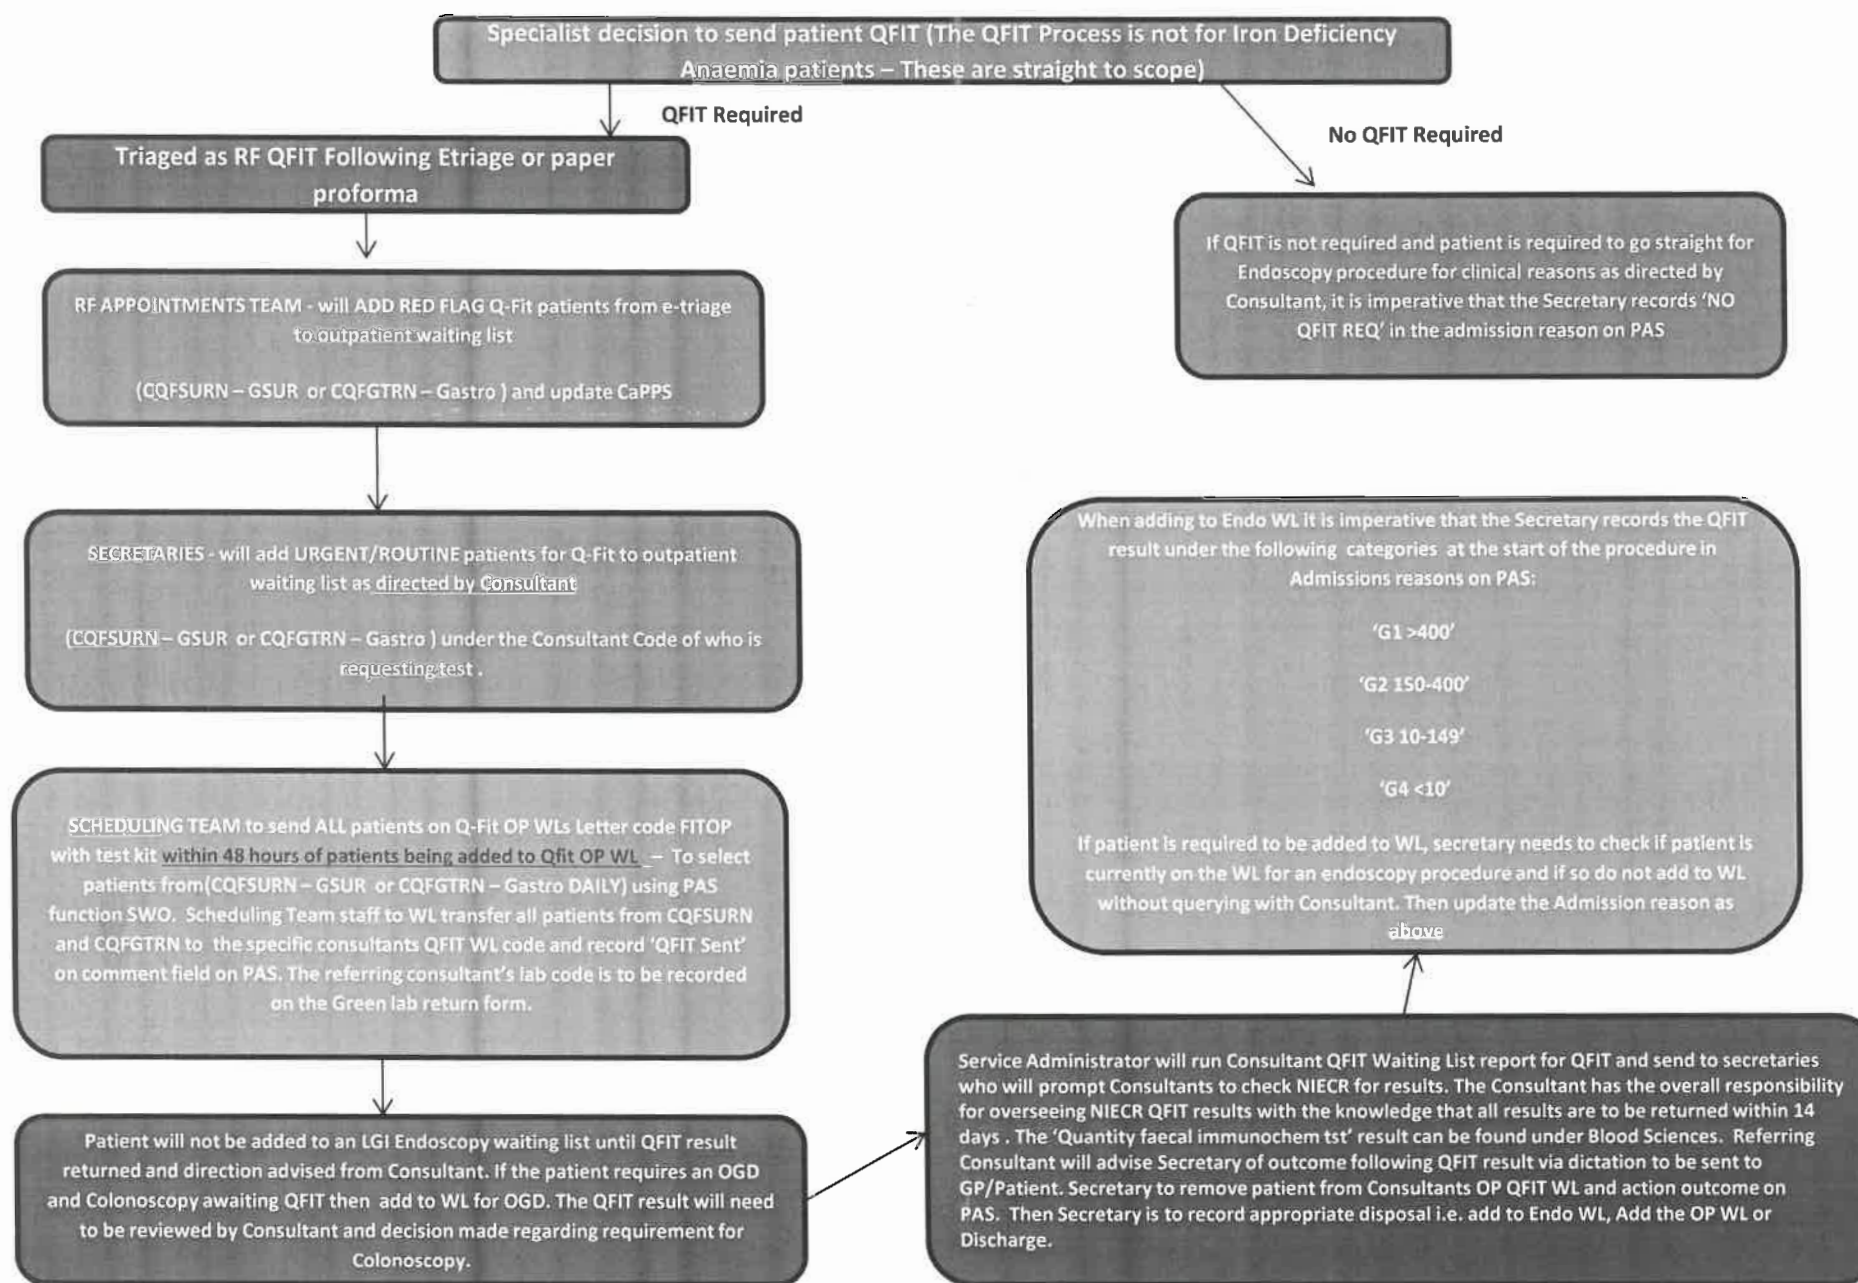 Specialist decision to send patient QFIT (The QFIT Process is not for Iron Deficiency
Anaemia patients – These are straight to scope)
QFIT Required
No QFIT Required
Triaged as RF QFIT Following Etriage or paper
proforma
If QFIT is not required and patient is required to go straight for
Endoscopy procedure for clinical reasons as directed by
Consultant, it is imperative that the Secretary records ‘NO
QFIT REQ’ in the admission reason on PAS
RF APPOINTMENTS TEAM - will ADD RED FLAG Q-Fit patients from e-triage
to outpatient waiting list
(CQFSURN – GSUR or CQFGTRN – Gastro ) and update CaPPS
SECRETARIES - will add URGENT/ROUTINE patients for Q-Fit to outpatient
waiting list as directed by Consultant
(CQFSURN – GSUR or CQFGTRN – Gastro ) under the Consultant Code of who is
requesting test .
SCHEDULING TEAM to send ALL patients on Q-Fit OP WLs Letter code FITOP
with test kit within 48 hours of patients being added to Qfit OP WL – To select
patients from(CQFSURN – GSUR or CQFGTRN – Gastro DAILY) using PAS
function SWO. Scheduling Team staff to WL transfer all patients from CQFSURN
and CQFGTRN to the specific consultants QFIT WL code and record ‘QFIT Sent’
on comment field on PAS. The referring consultant’s lab code is to be recorded
on the Green lab return form.
Patient will not be added to an LGI Endoscopy waiting list until QFIT result
returned and direction advised from Consultant. If the patient requires an OGD
and Colonoscopy awaiting QFIT then add to WL for OGD. The QFIT result will need
to be reviewed by Consultant and decision made regarding requirement for
Colonoscopy.
Service Administrator will run Consultant QFIT Waiting List report for QFIT and send to secretaries
who will prompt Consultants to check NIECR for results. The Consultant has the overall responsibility
for overseeing NIECR QFIT results with the knowledge that all results are to be returned within 14
days . The ‘Quantity faecal immunochem tst’ result can be found under Blood Sciences. Referring
Consultant will advise Secretary of outcome following QFIT result via dictation to be sent to
GP/Patient. Secretary to remove patient from Consultants OP QFIT WL and action outcome on
PAS. Then Secretary is to record appropriate disposal i.e. add to Endo WL, Add the OP WL or
Discharge.
When adding to Endo WL it is imperative that the Secretary records the QFIT
result under the following categories at the start of the procedure in
Admissions reasons on PAS:
‘G1 >400’
‘G2 150-400’
‘G3 10-149’
‘G4 <10’
If patient is required to be added to WL, secretary needs to check if patient is
currently on the WL for an endoscopy procedure and if so do not add to WL
without querying with Consultant. Then update the Admission reason as
above